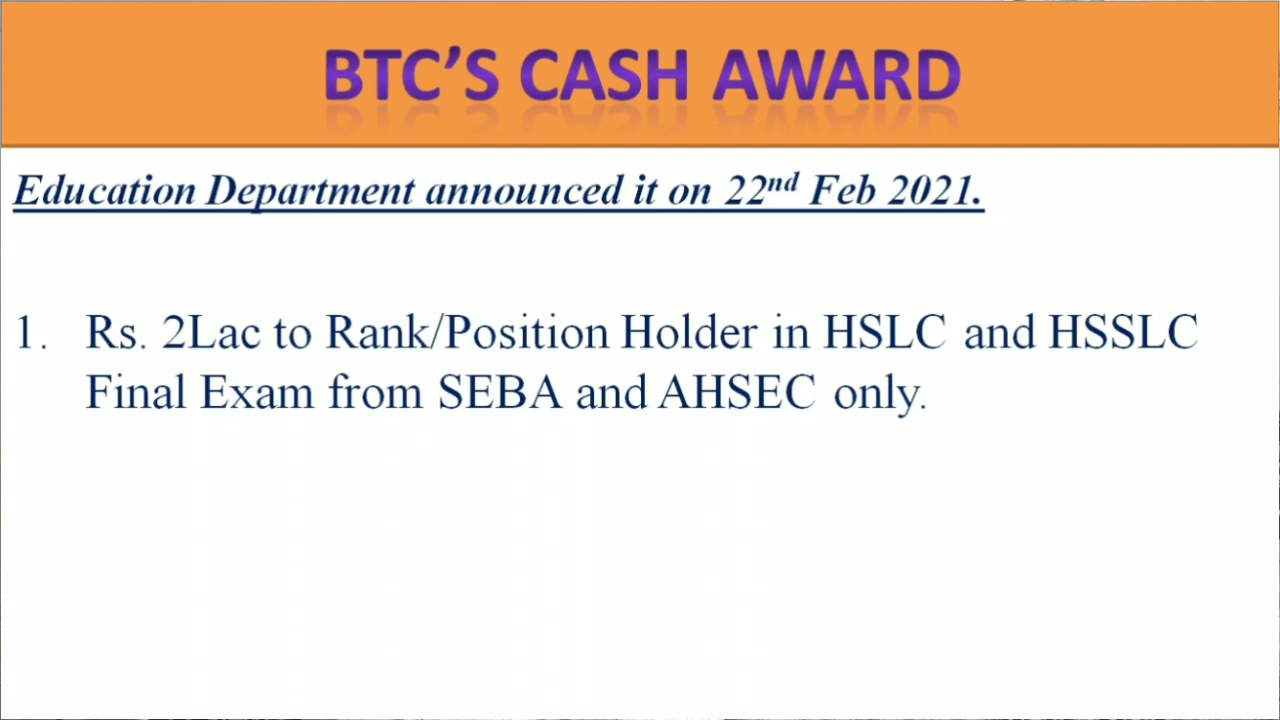 BTC'S CASH AWARD
Education Department announced it on 22nd Feb 2021.
1. Rs. 2Lac to Rank/Position Holder in HSLC and HSSLC
Final Exam from SEBA and AHSEC only.